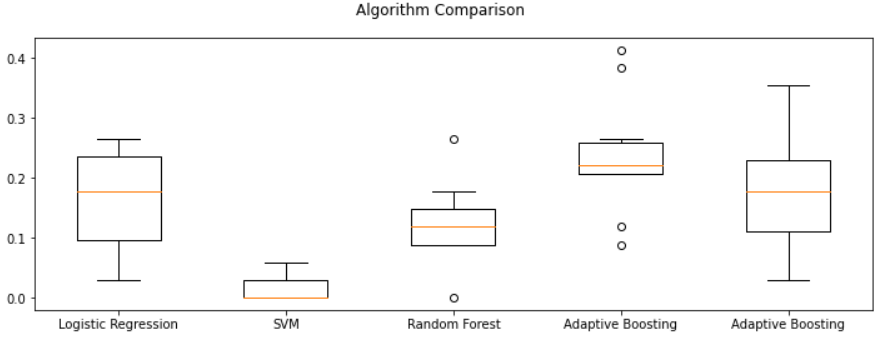 Algorithm Comparison
0.4
0.3
0.2
0.1
0.0
Logistic Regression SVM Random Forest Adaptive Boosting Adaptive Boosting